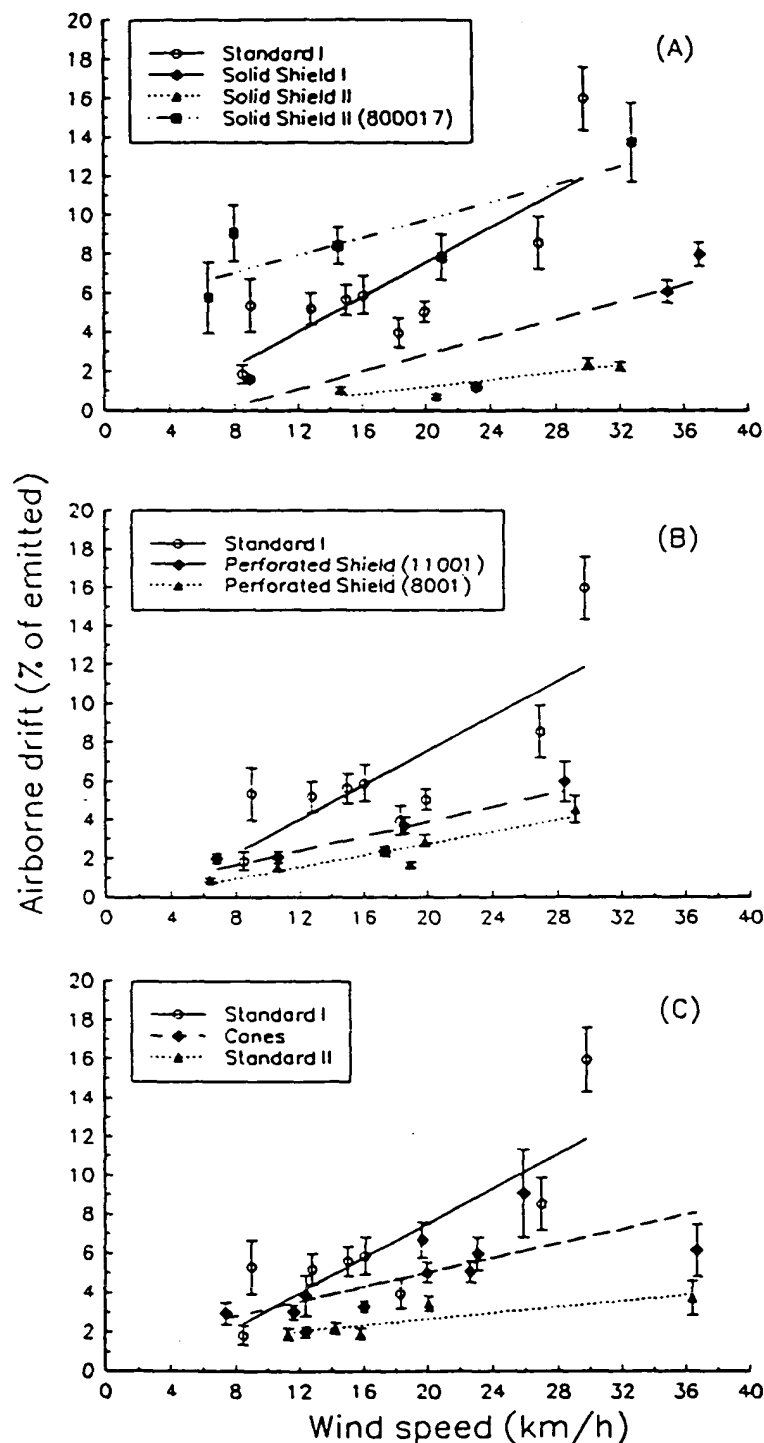 Airborne drift (% of emitted)
20
18
16
14
12
10
8
6
4
2
0
(A)
Standard I
Solid Shield I
Solid Shield II
Solid Shield II (800017)
0 4 8 12 16 20 24 28 32 36 40
20
18
16
14
12
10
8
6
4
2
0
(B)
Standard I
Perforated Shield (11001)
Perforated Shield (8001)
0 4 8 12 16 20 24 28 32 36 40
20
18
16
14
12
10
8
6
4
2
0
(C)
Standard I
Cones
Standard II
0 4 8 12 16 20 24 28 32 36 40
Wind speed (km/h)